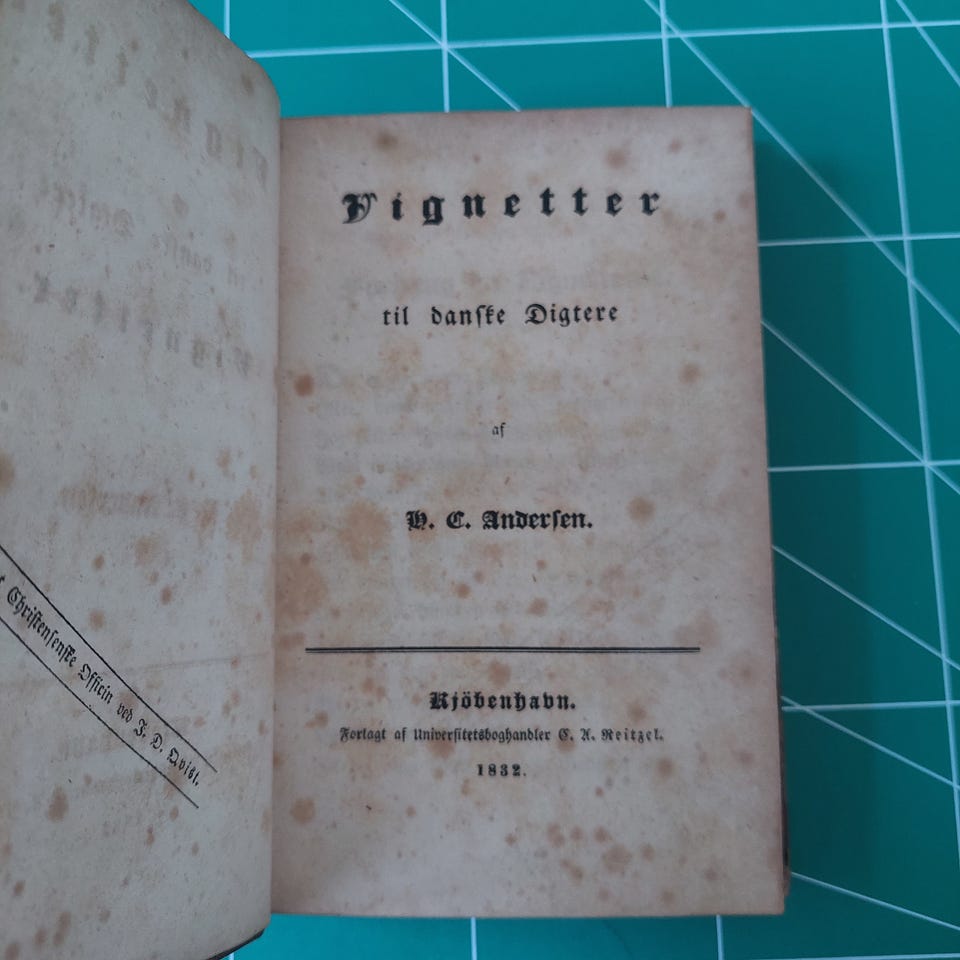 Christensenske Officin ved J. D. Qvist.
Vignetter
til danske Digtere
af
H. C. Andersen.
Kjöbenhavn.
Forlagt af Universitetsboghandler C. A. Reitzel.
1832.